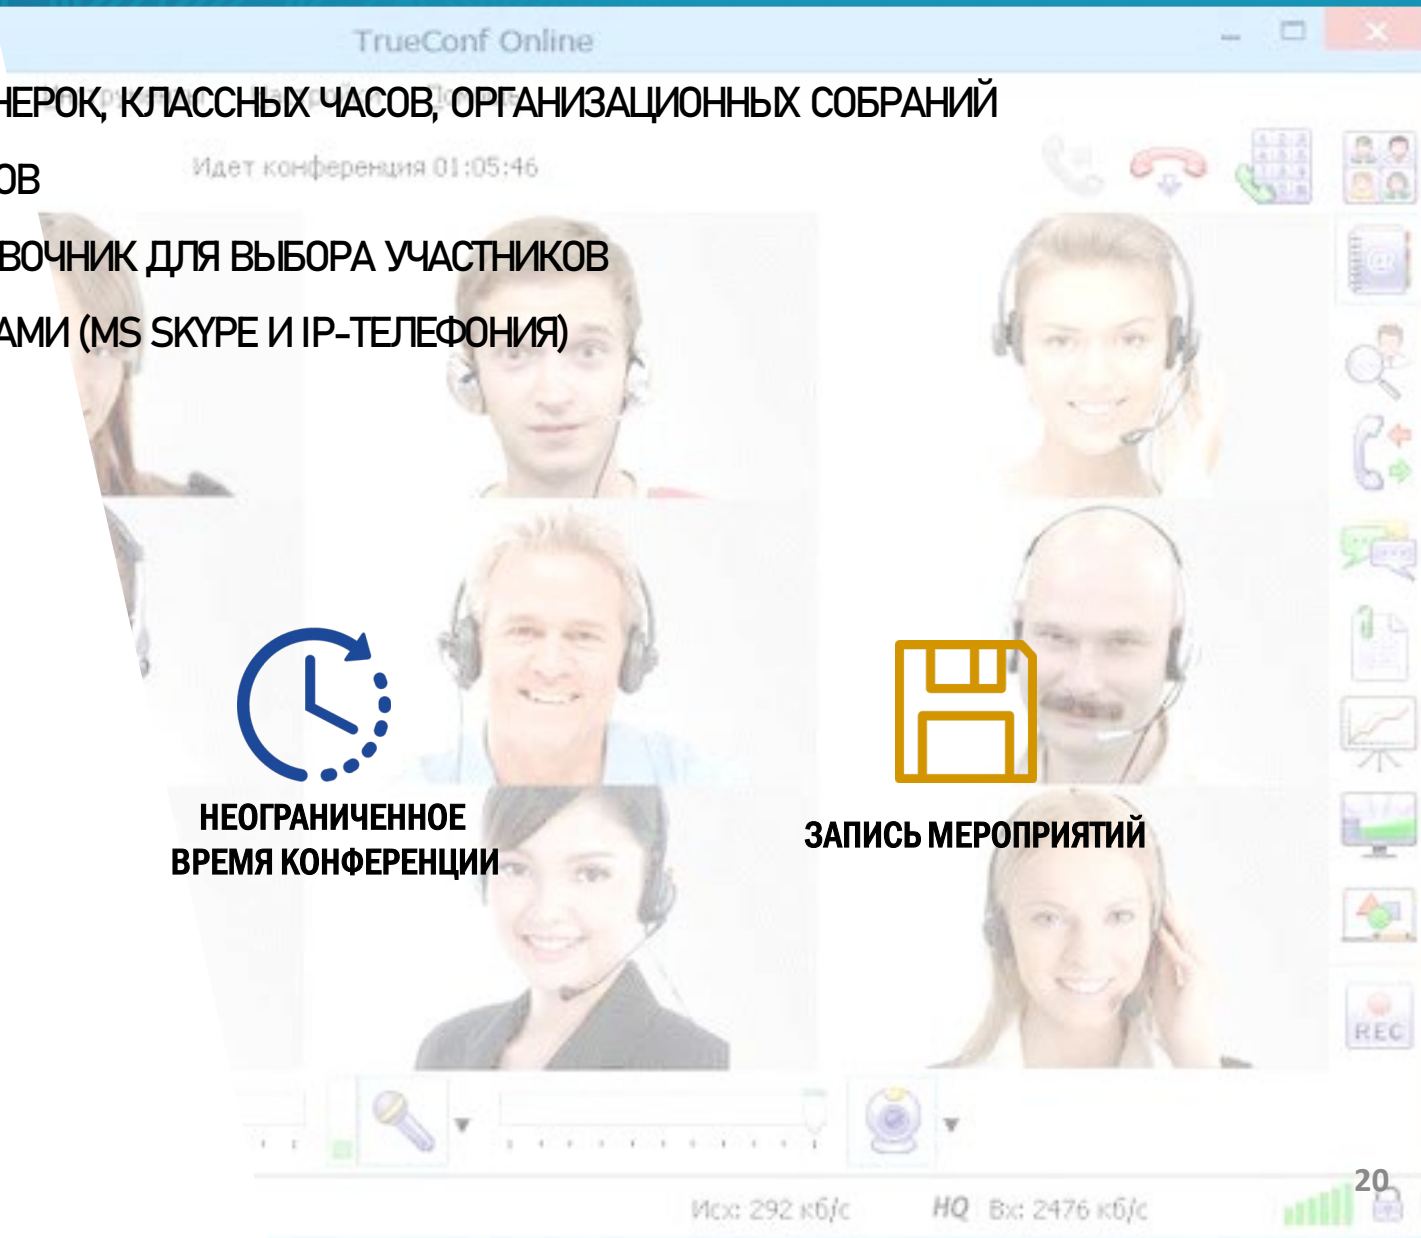 TrueConf Online
НЕРОК, КЛАССНЫХ ЧАСОВ, ОРГАНИЗАЦИОННЫХ СОБРАНИЙ
Идет конференция 01:05:46
ОВ
ВОЧНИК ДЛЯ ВЫБОРА УЧАСТНИКОВ
АМИ (MS SKYPE И IP-ТЕЛЕФОНИЯ)
НЕОГРАНИЧЕННОЕ
ВРЕМЯ КОНФЕРЕНЦИИ
ЗАПИСЬ МЕРОПРИЯТИЙ
REC
20
Исх: 292 кб/с HQ Вх: 2476 кб/с